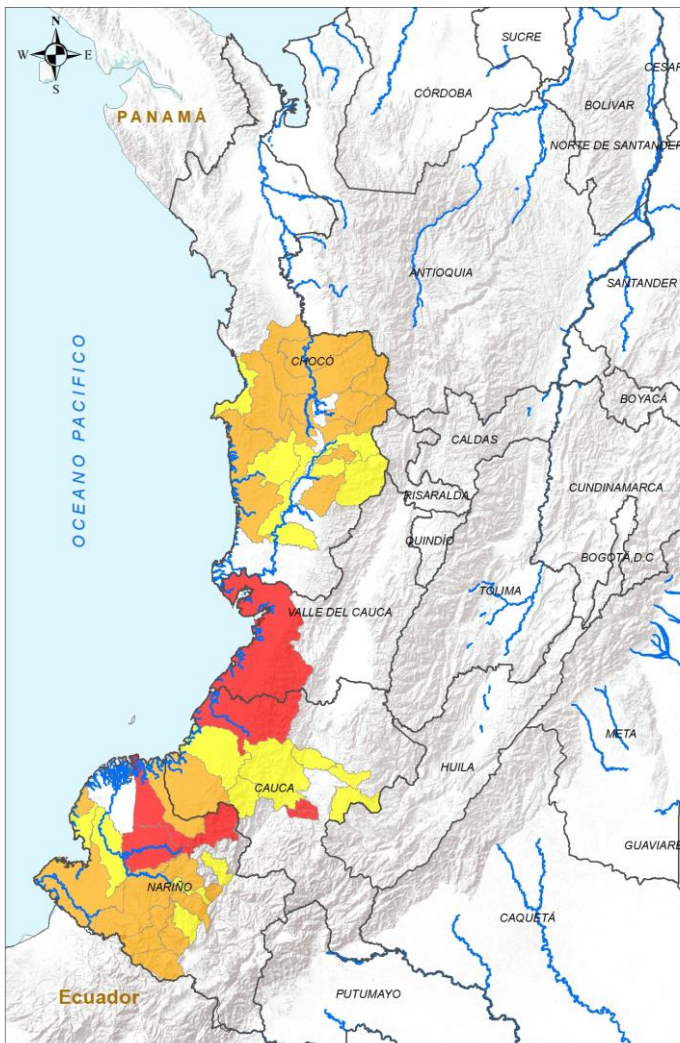 N
W E
S
SUCRE
CESAR
CÓRDOBA
BOLÍVAR
PANAMÁ
NORTE DE SANTANDER
ANTIOQUIA
SANTANDER
OCEANO PACIFICO
CHOCÓ
BOYACÁ
CALDAS
RISARALDA
CUNDINAMARCA
QUINDÍO
BOGOTÁ, D.C
TOLIMA
VALLE DEL CAUCA
META
HUILA
CAUCA
GUAVIARE
NARIÑO
CAQUETÁ
Ecuador
PUTUMAYO